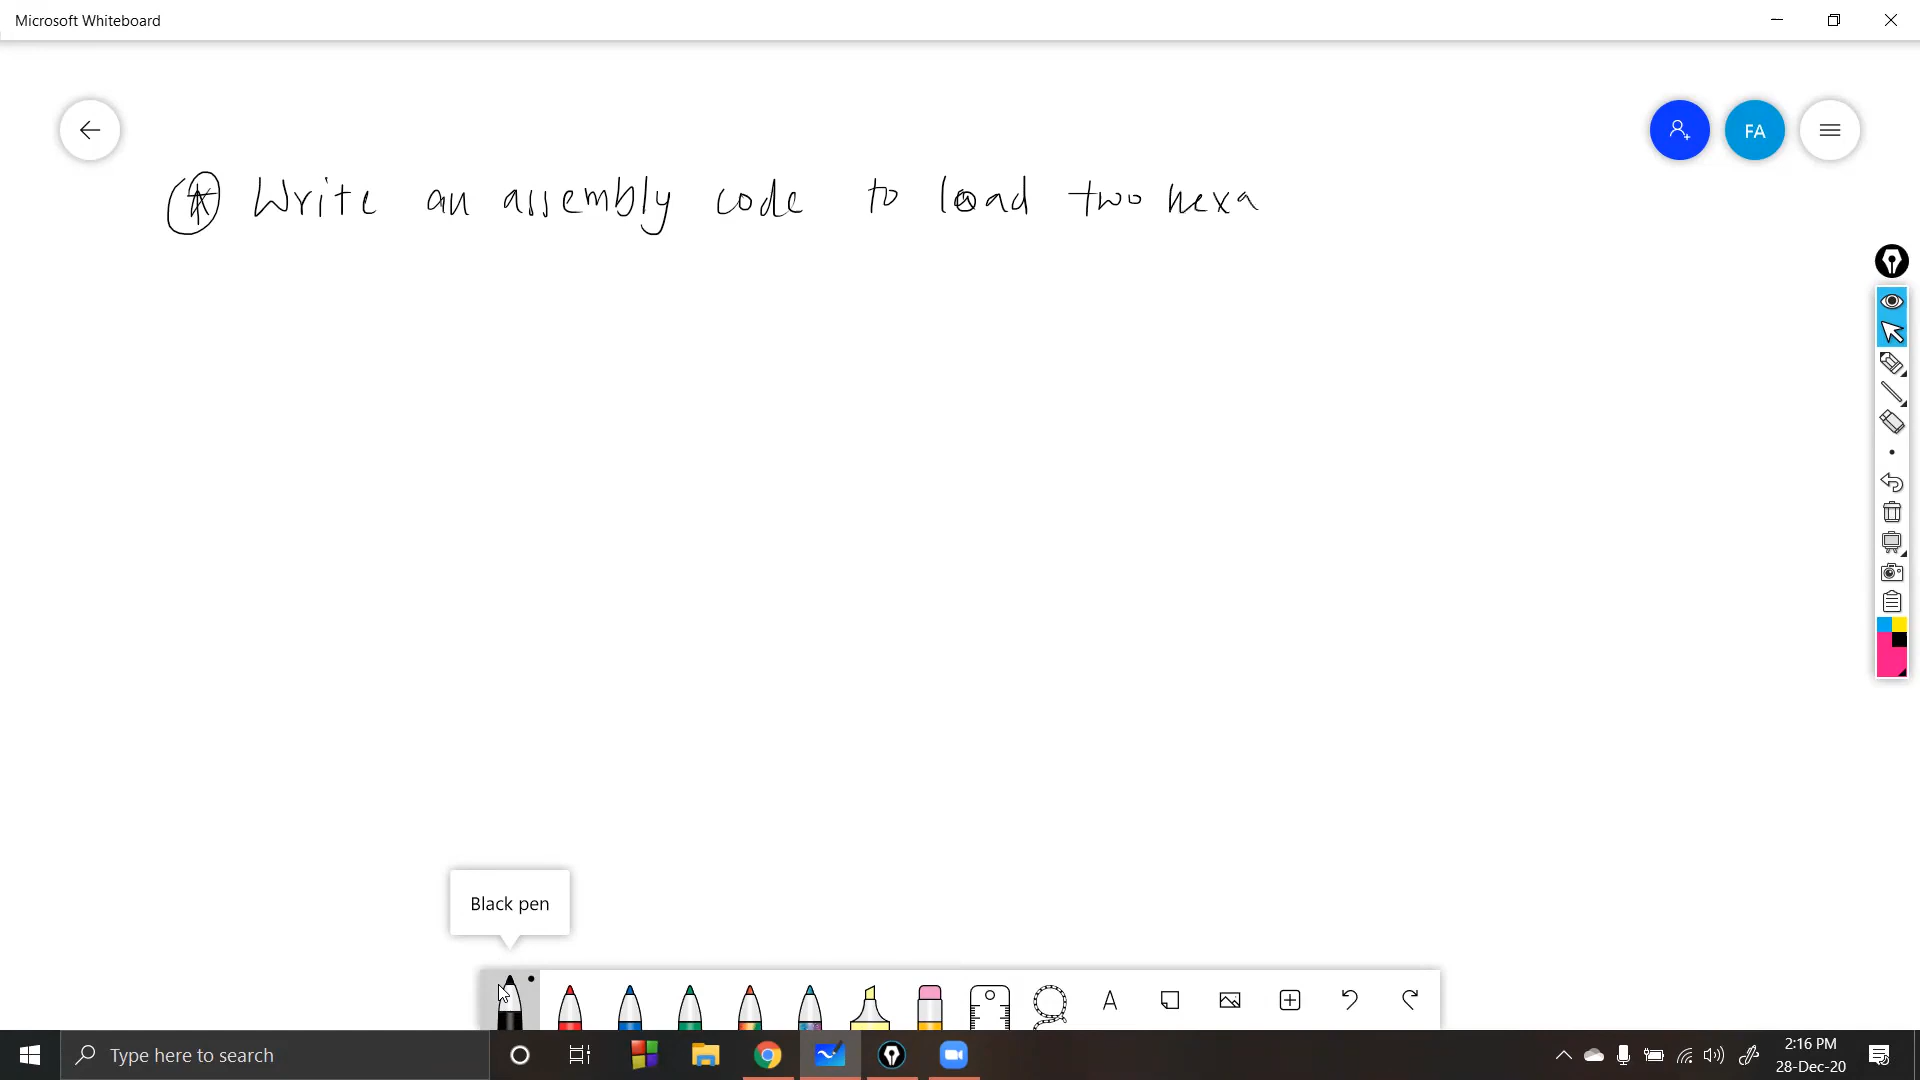 Microsoft Whiteboard
FA
Write an assembly code to load two hexa
Black pen
A
Type here to search
2:16 PM
28-Dec-20